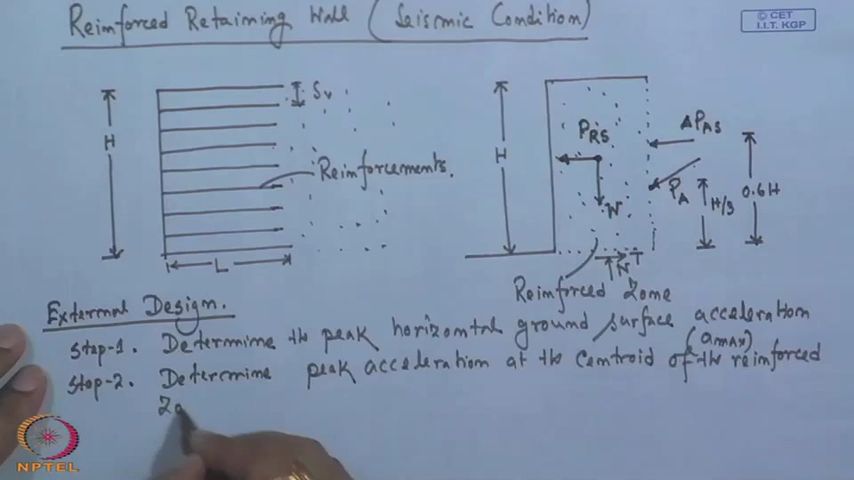 Reinforced Retaining Wall (Seismic Condition)
© CET
I.I.T. KGP
H
Sv
Reinforcements.
L
H
PRS
W
ΔPAS
PA
H/3
0.6H
T
N
Reinforced Zone
External Design.
Step-1. Determine the peak horizontal ground surface acceleration (amax)
Step-2. Determine peak acceleration at the centroid of the reinforced
Zo
NPTEL